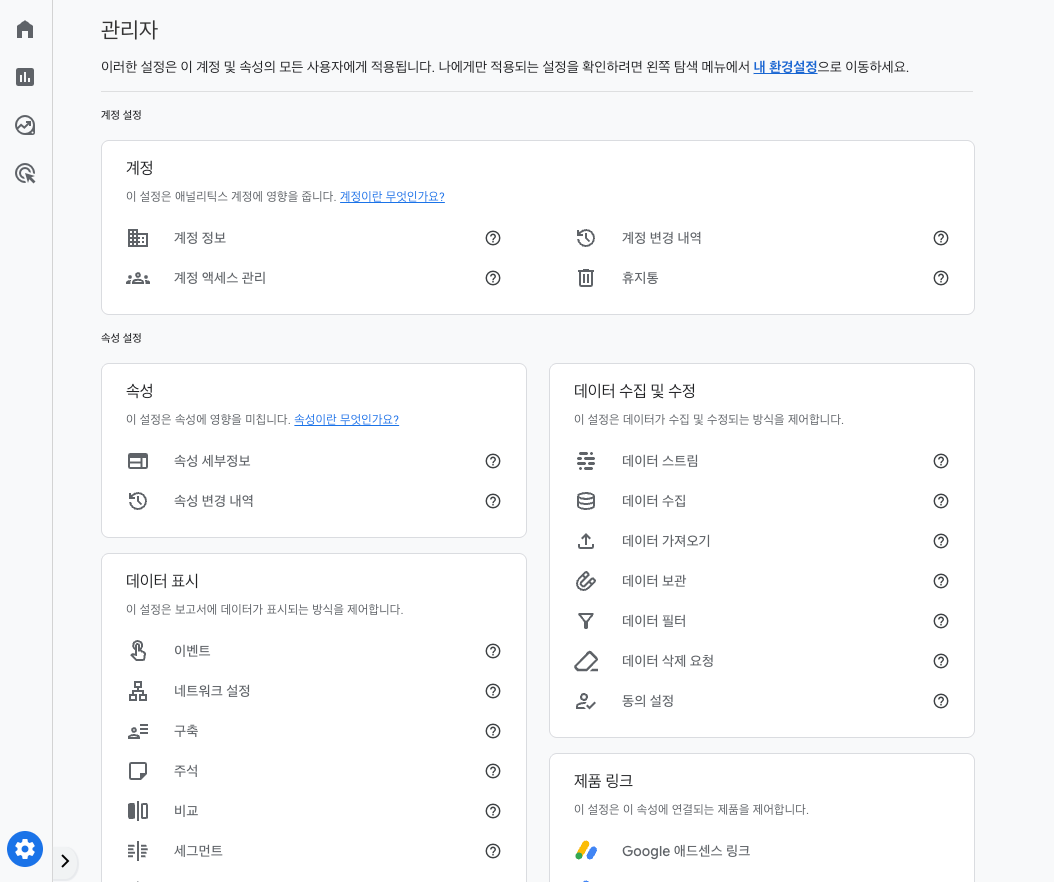 관리자
이러한 설정은 이 계정 및 속성의 모든 사용자에게 적용됩니다. 나에게만 적용되는 설정을 확인하려면 왼쪽 탐색 메뉴에서 내 환경설정으로 이동하세요.
계정 설정
계정
이 설정은 애널리틱스 계정에 영향을 줍니다. 계정이란 무엇인가요?
계정 정보
계정 액세스 관리
계정 변경 내역
휴지통
속성 설정
속성
이 설정은 속성에 영향을 미칩니다. 속성이란 무엇인가요?
속성 세부정보
속성 변경 내역
데이터 표시
이 설정은 보고서에 데이터가 표시되는 방식을 제어합니다.
이벤트
네트워크 설정
구축
주석
비교
세그먼트
데이터 수집 및 수정
이 설정은 데이터가 수집 및 수정되는 방식을 제어합니다.
데이터 스트림
데이터 수집
데이터 가져오기
데이터 보관
데이터 필터
데이터 삭제 요청
동의 설정
제품 링크
이 설정은 이 속성에 연결되는 제품을 제어합니다.
Google 애드센스 링크